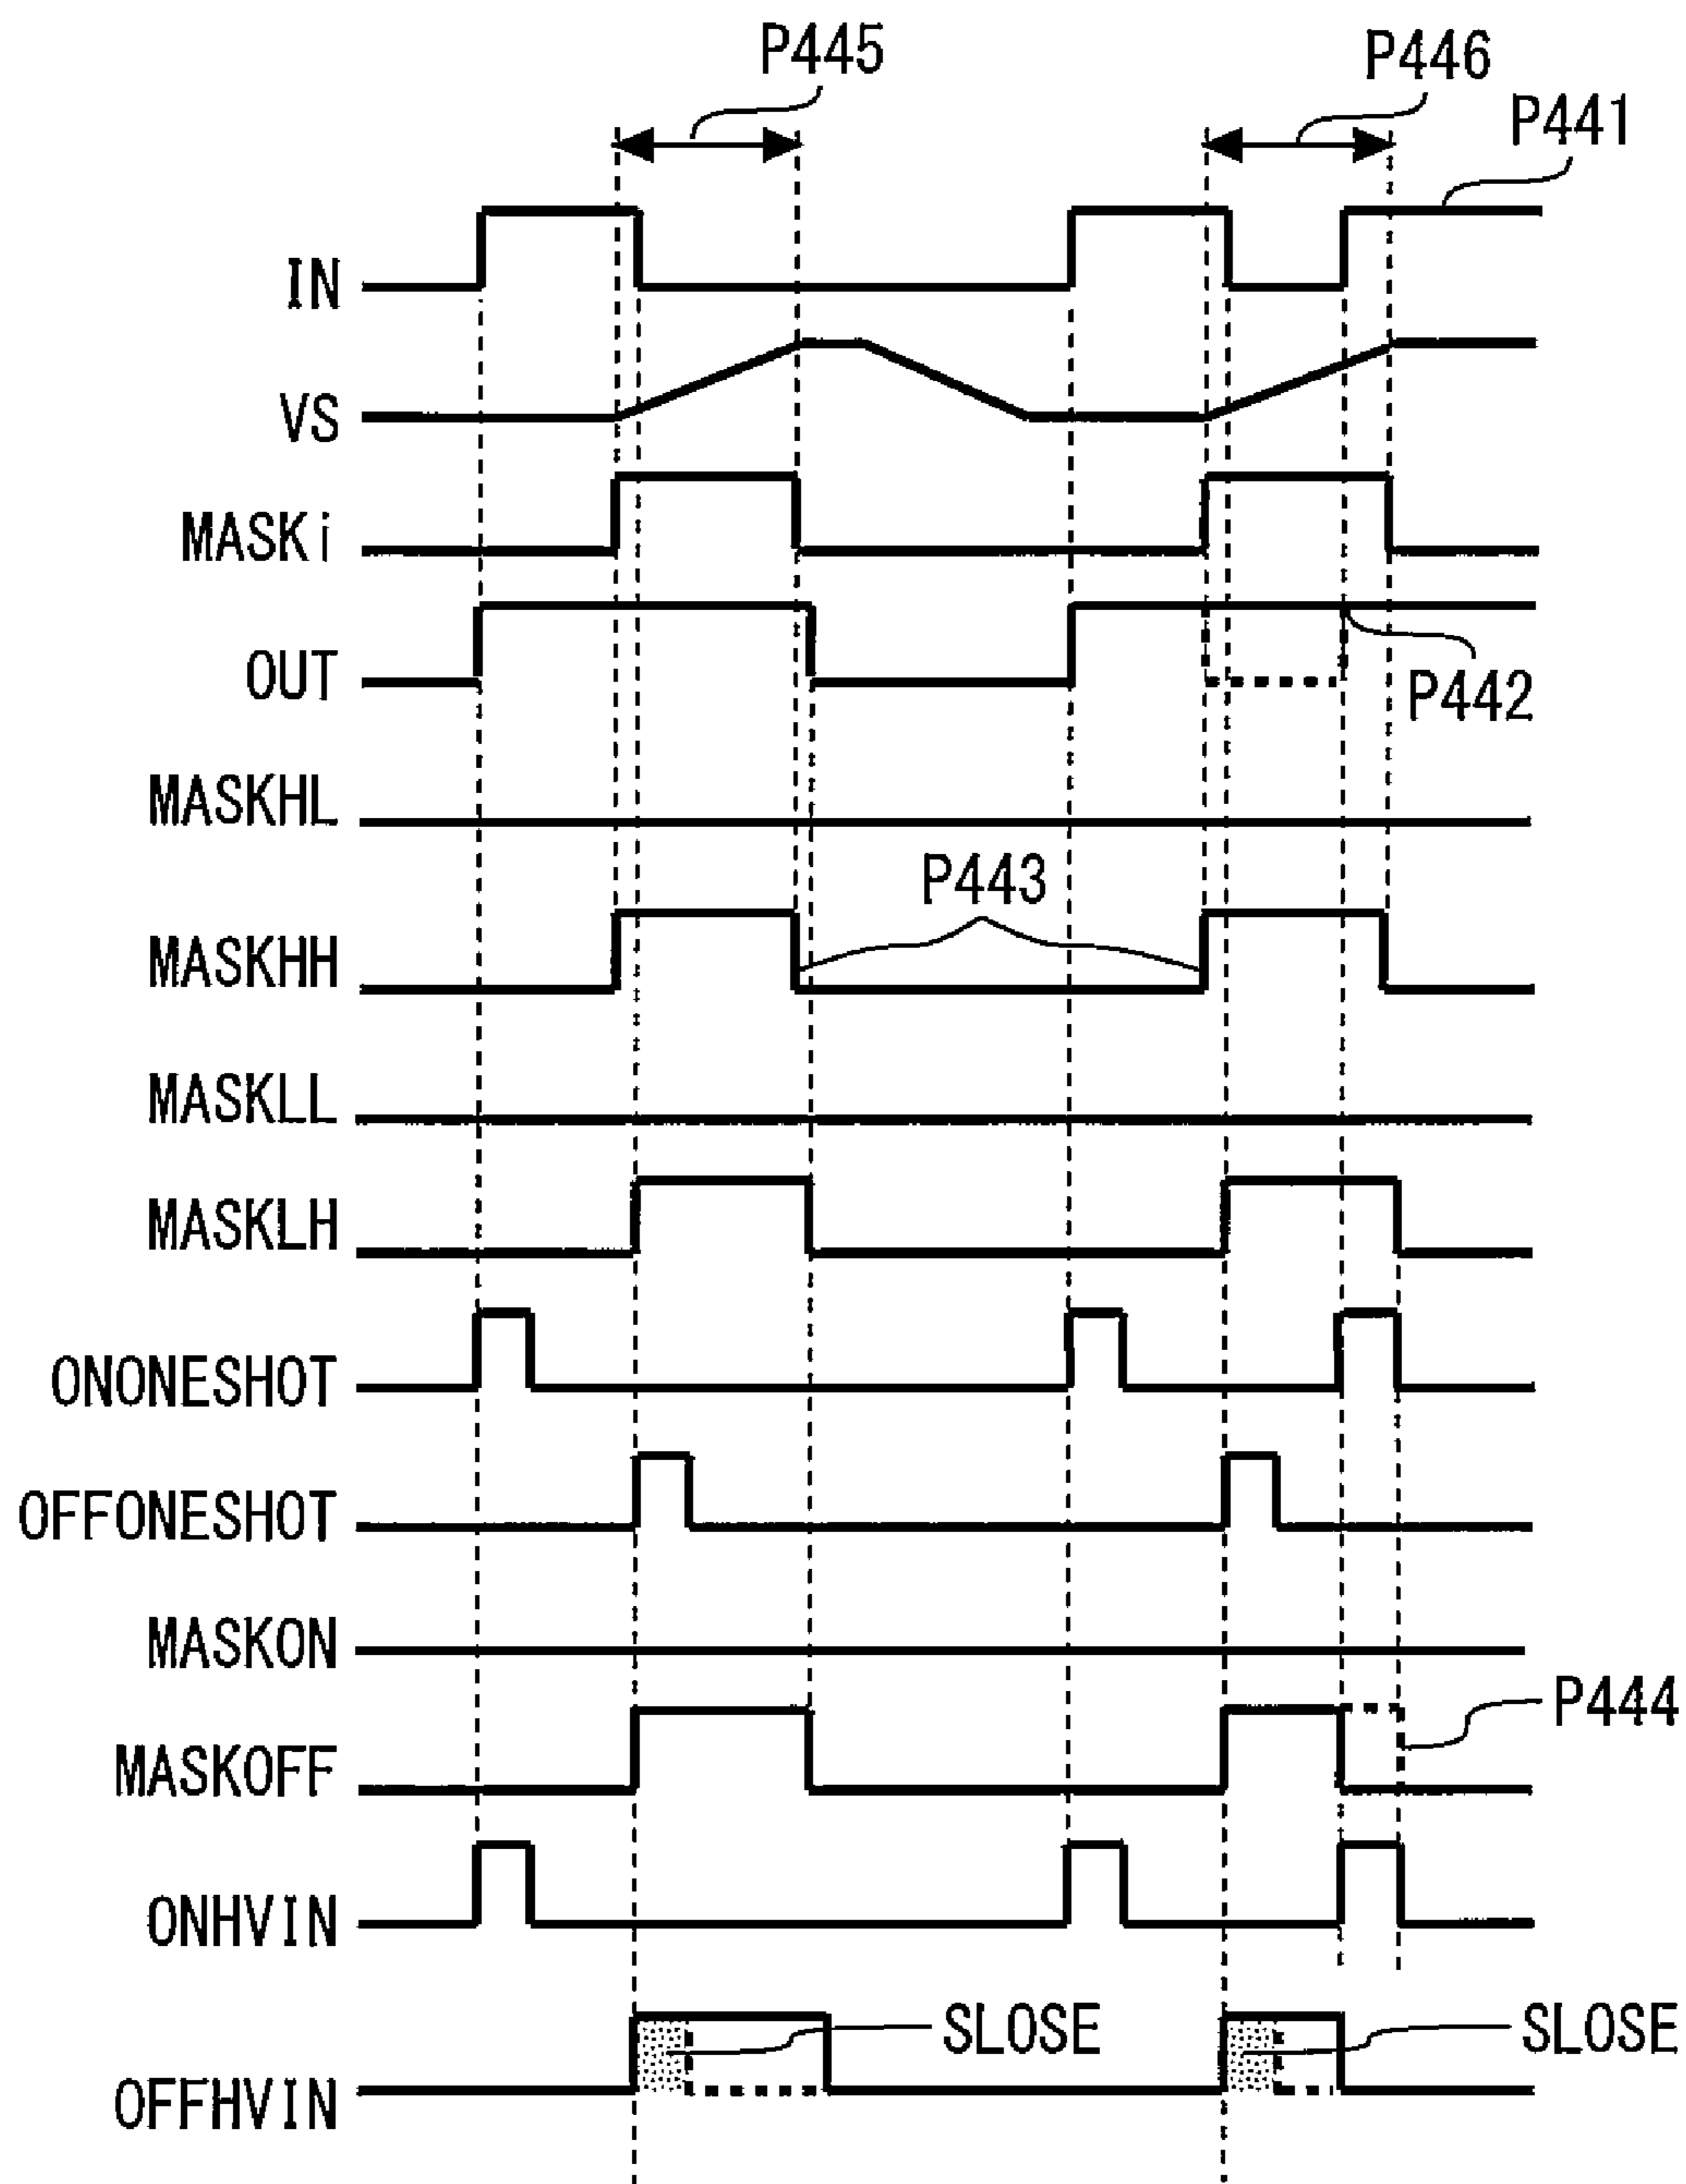 P445
P446
P441
IN
VS
MASKi
OUT
P442
MASKHL
P443
MASKHH
MASKLL
MASKLH
ONONESHOT
OFFONESHOT
MASKON
P444
MASKOFF
ONHVIN
SLOSE
SLOSE
OFFHVIN